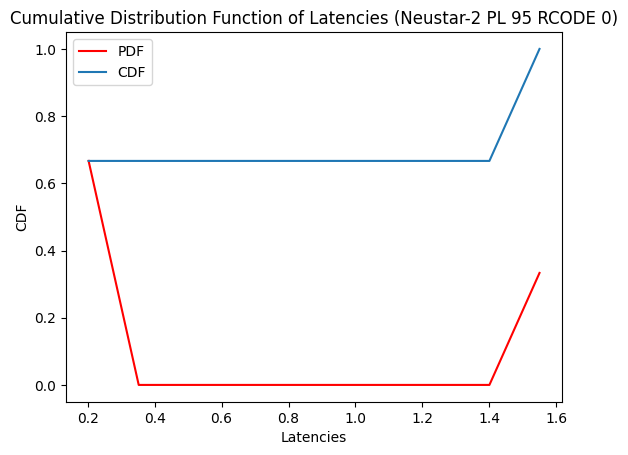 Cumulative Distribution Function of Latencies (Neustar-2 PL 95 RCODE 0)
PDF
CDF
1.0
0.8
0.6
0.4
0.2
0.0
CDF
0.2 0.4 0.6 0.8 1.0 1.2 1.4 1.6
Latencies